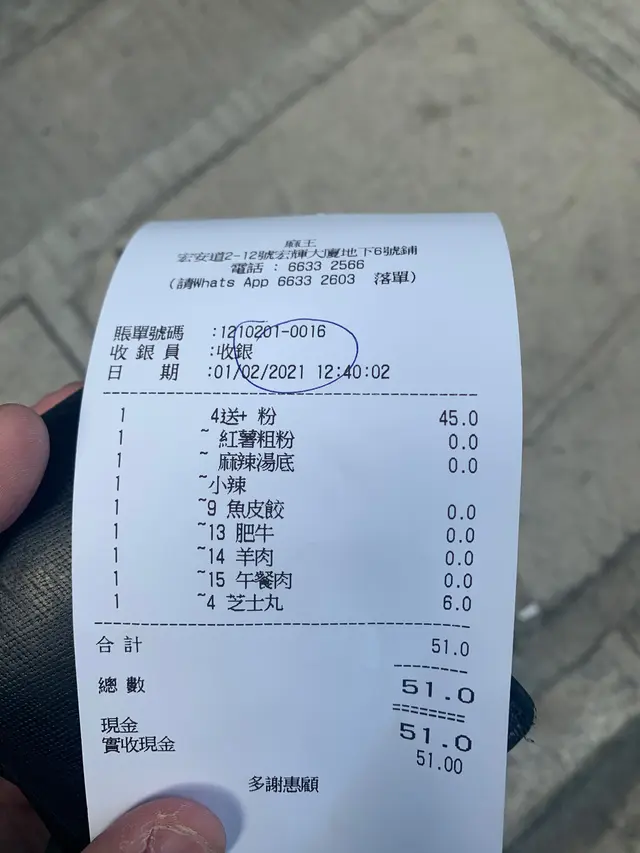 麻王
宏安道2-12號宏輝大廈地下6號鋪
電話 : 6633 2566
(請Whats App 6633 2603 落單)
賬單號碼 :1210201-0016
收銀員 :收銀
日 期 :01/02/2021 12:40:02
1 4送+ 粉 45.0
1 ~ 紅薯粗粉 0.0
1 ~ 麻辣湯底 0.0
1 ~小辣
1 ~9 魚皮餃 0.0
1 ~13 肥牛 0.0
1 ~14 羊肉 0.0
1 ~15 午餐肉 0.0
1 ~4 芝士丸 6.0
合計 51.0
總數 51.0
現金 51.0
實收現金 51.00
多謝惠顧